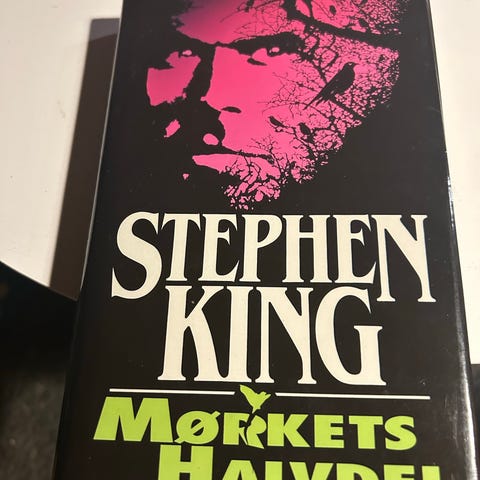 STEPHEN
KING
MØRKETS
HALVDEL